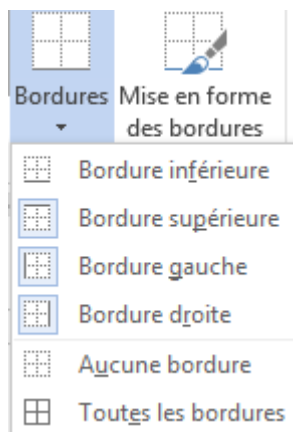 Bordures Mise en forme
des bordures
Bordure inférieure
Bordure supérieure
Bordure gauche
Bordure droite
Aucune bordure
Toutes les bordures